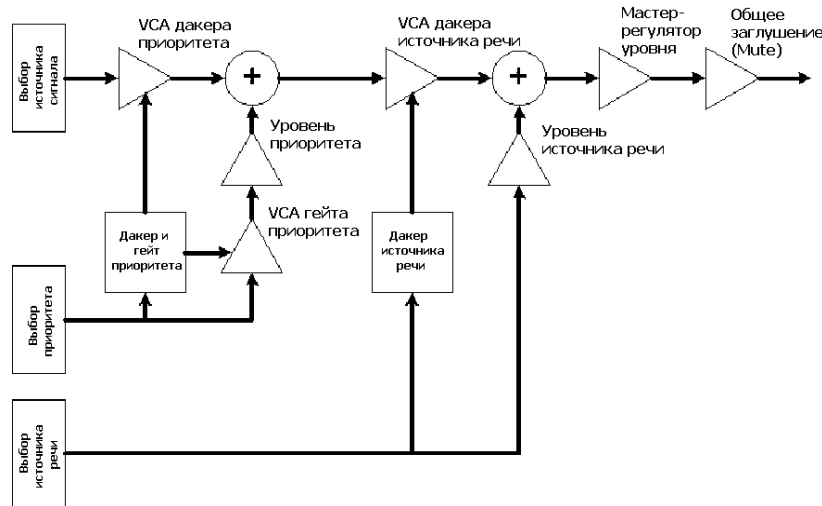 VCA дакера
приоритета
VCA дакера
источника речи
Мастер-
регулятор
уровня
Общее
заглушение
(Mute)
Выбор
источника
сигнала
+
+
Уровень
приоритета
Уровень
источника речи
VCA гейта
приоритета
Дакер и
гейт
приоритета
Дакер
источника
речи
Выбор
приоритета
Выбор
источника
речи